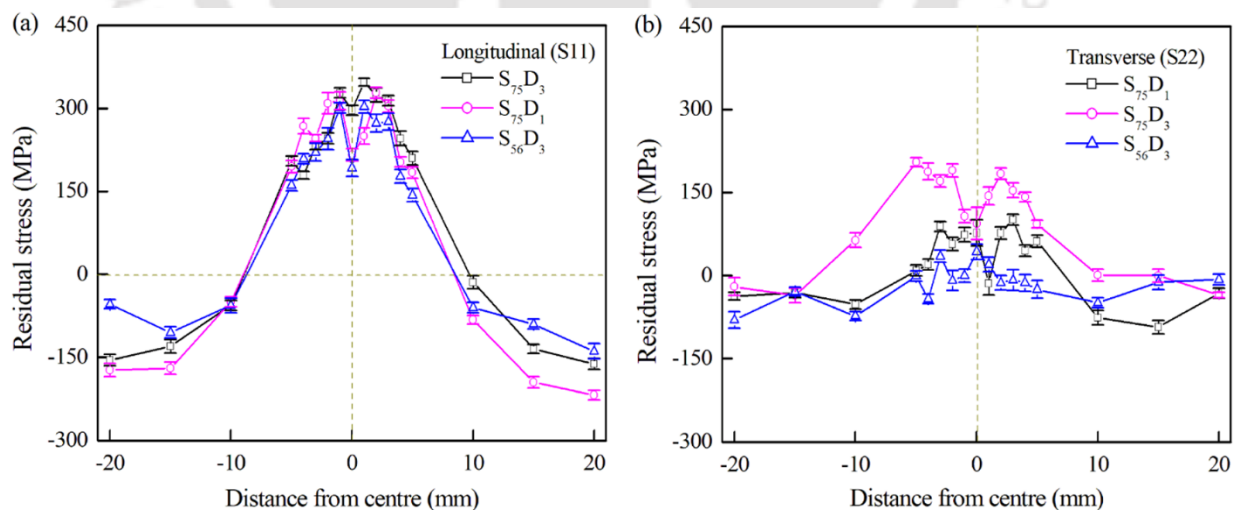 (a)
Longitudinal (S11)
S₇₅D₃
S₇₅D₁
S₅₆D₃
Residual stress (MPa)
450
300
150
0
-150
-300
-20
-10
0
10
20
Distance from centre (mm)
(b)
Transverse (S22)
S₇₅D₁
S₇₅D₃
S₅₆D₃
Residual stress (MPa)
450
300
150
0
-150
-300
-20
-10
0
10
20
Distance from centre (mm)